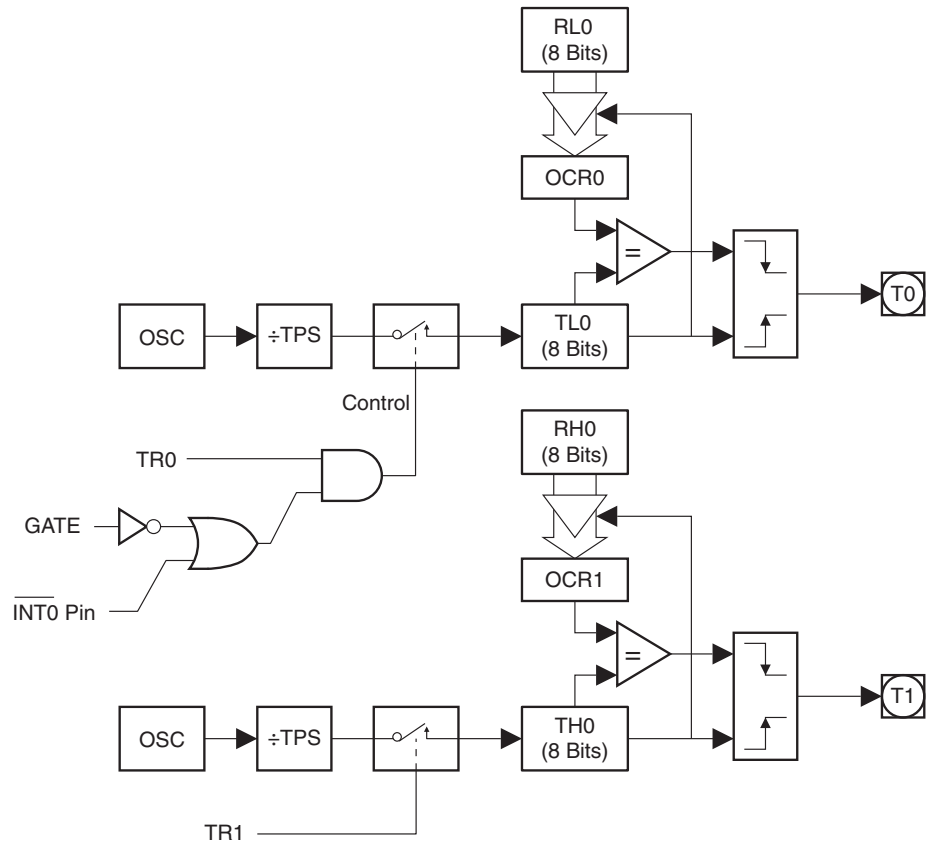 RL0
(8 Bits)
OCR0
=
T0
OSC
÷TPS
TL0
(8 Bits)
Control
RH0
(8 Bits)
TR0
GATE
OCR1
INT0 Pin
=
T1
OSC
÷TPS
TH0
(8 Bits)
TR1